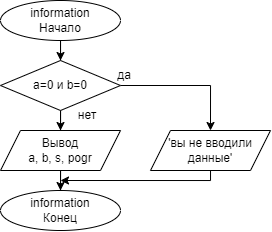 information
Начало
a=0 и b=0
да
нет
Вывод
a, b, s, pogr
'вы не вводили
данные'
information
Конец